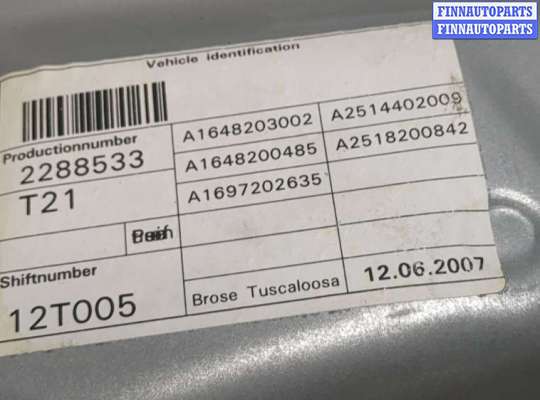 FINNAUTOPARTS
FINNAUTOPARTS
Vehicle identification
Productionnumber
2288533
T21
Shiftnumber
12T005
A1648203002
A2514402009
A1648200485
A2518200842
A1697202635
Brose Tuscaloosa
12.06.2007